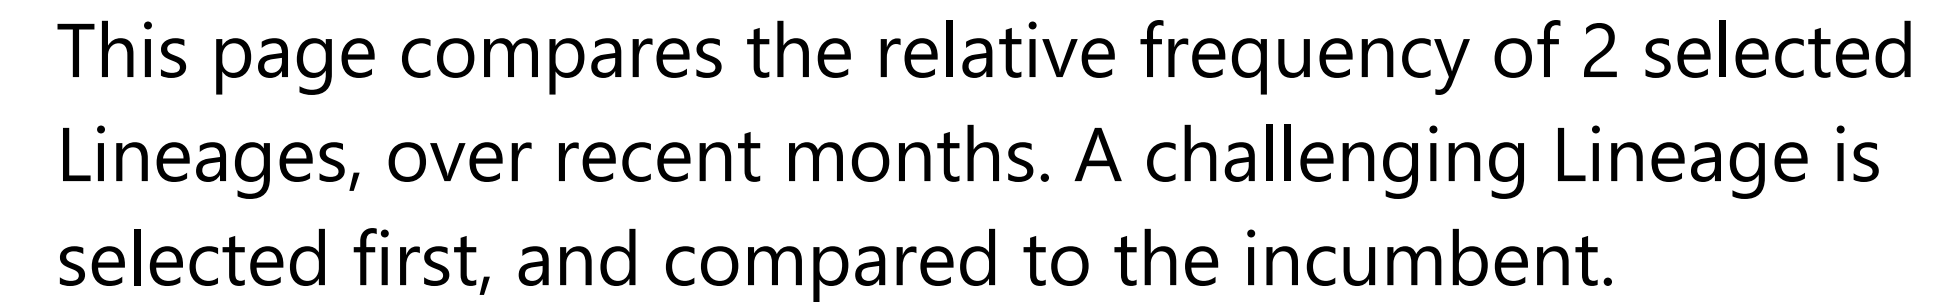 This page compares the relative frequency of 2 selected
Lineages, over recent months. A challenging Lineage is
selected first, and compared to the incumbent.